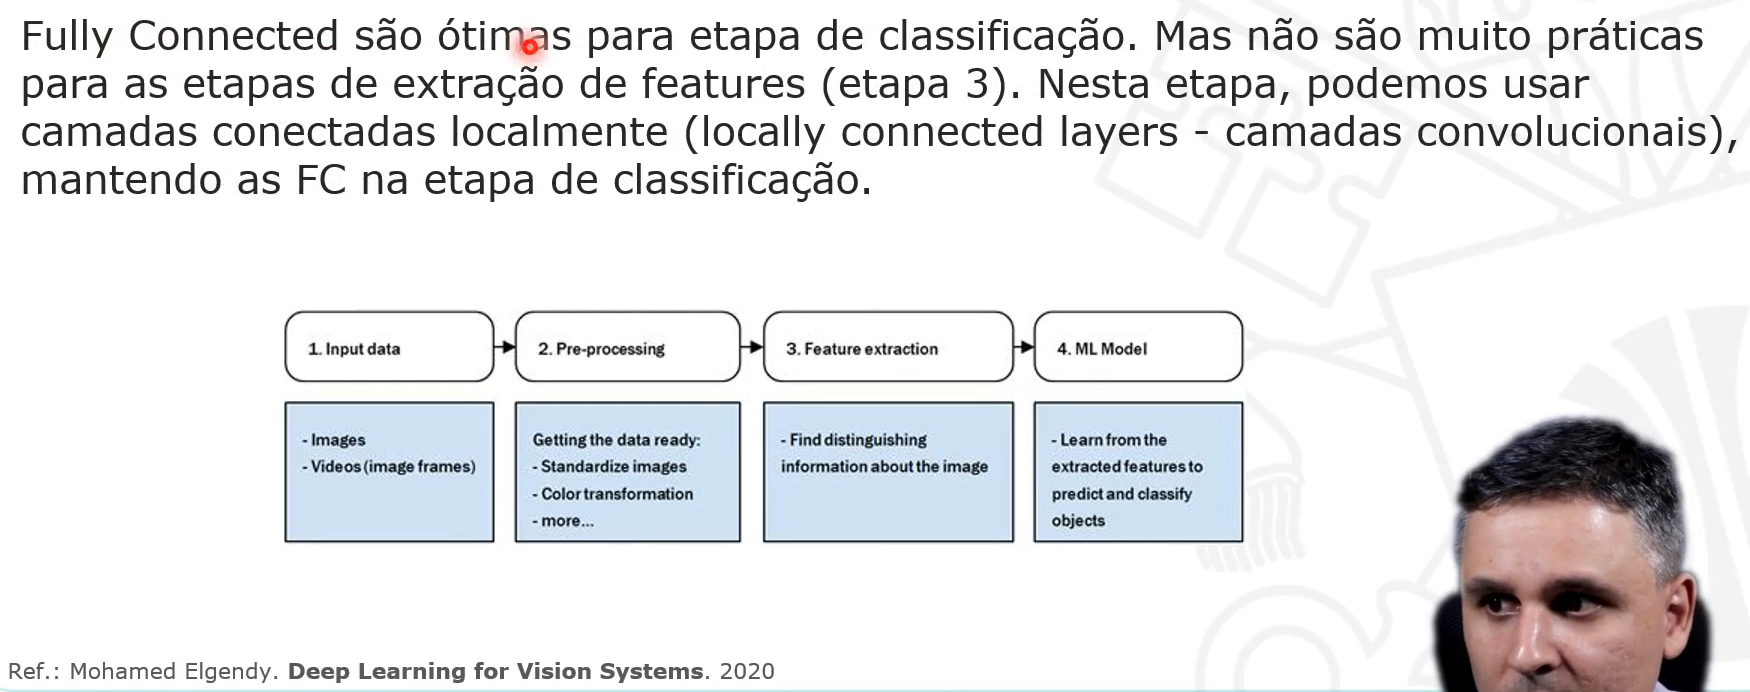 Fully Connected são ótimas para etapa de classificação. Mas não são muito práticas
para as etapas de extração de features (etapa 3). Nesta etapa, podemos usar
camadas conectadas localmente (locally connected layers - camadas convolucionais),
mantendo as FC na etapa de classificação.
1. Input data
2. Pre-processing
3. Feature extraction
4. ML Model
- Images
- Videos (image frames)
Getting the data ready:
- Standardize images
- Color transformation
- more...
- Find distinguishing
information about the image
- Learn from the
extracted features to
predict and classify
objects
Ref.: Mohamed Elgendy. Deep Learning for Vision Systems. 2020